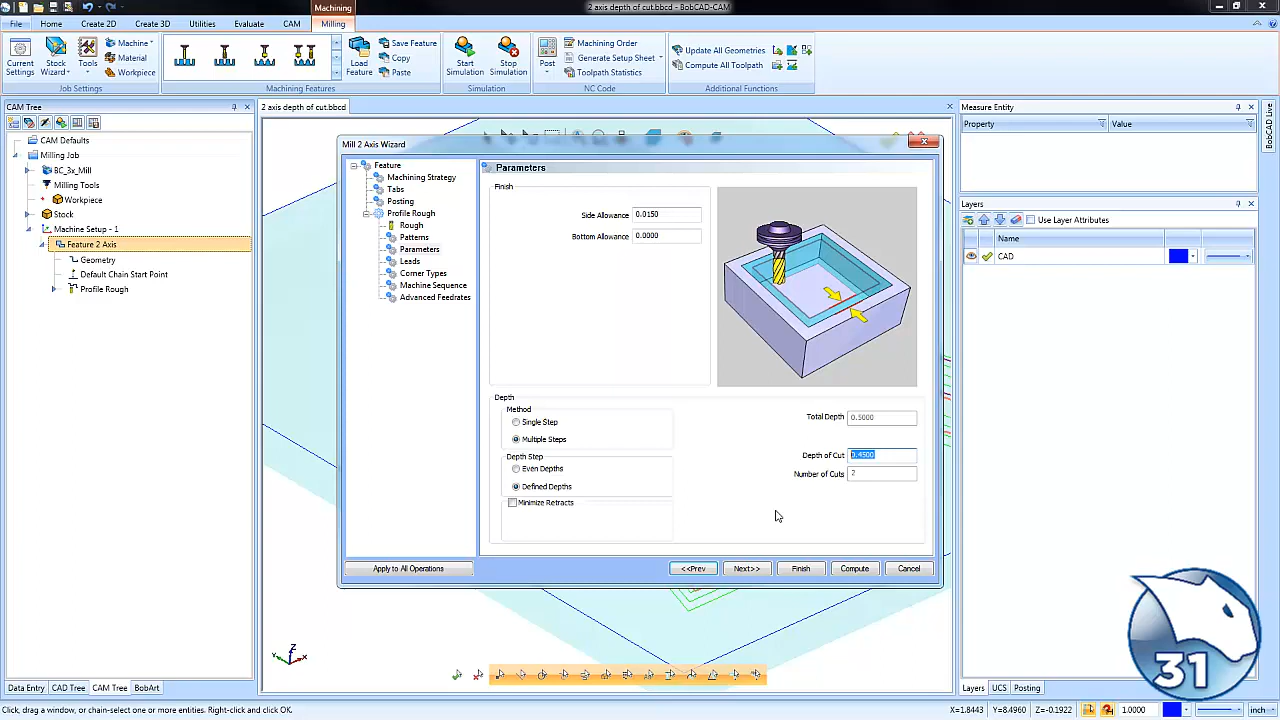 2 axis depth of cut.bbcd - BobCAD-CAM
Machining
File Home Create 2D Create 3D Utilities Evaluate CAM Milling
Current Settings
Stock Wizard
Tools
Machine
Material
Workpiece
Load Feature
Save Feature
Copy
Paste
Start Simulation
Stop Simulation
Post
Machining Order
Generate Setup Sheet
Toolpath Statistics
Update All Geometries
Compute All Toolpath
Job Settings
Machining Features
Simulation
NC Code
Additional Functions
CAM Tree
CAM Defaults
Milling Job
BC_3x_Mill
Milling Tools
Workpiece
Stock
Machine Setup - 1
Feature 2 Axis
Geometry
Default Chain Start Point
Profile Rough
2 axis depth of cut.bbcd
Mill 2 Axis Wizard
Feature
Machining Strategy
Tabs
Posting
Profile Rough
Rough
Patterns
Parameters
Leads
Corner Types
Machine Sequence
Advanced Feedrates
Parameters
Finish
Side Allowance 0.0150
Bottom Allowance 0.0000
Depth
Method
Single Step
Multiple Steps
Depth Step
Even Depths
Defined Depths
Minimize Retracts
Total Depth 0.5000
Depth of Cut 0.4500
Number of Cuts 2
Apply to All Operations
<<Prev Next>> Finish Compute Cancel
Measure Entity
Property Value
Layers
Use Layer Attributes
Name
CAD
BobCAD Live
Z
Y X
31
Data Entry CAD Tree CAM Tree BobArt
Layers UCS Posting
Click, drag a window, or chain-select one or more entities. Right-click and click OK.
X=1.8443 Y=8.4960 Z=-0.1922 1.0000 inch